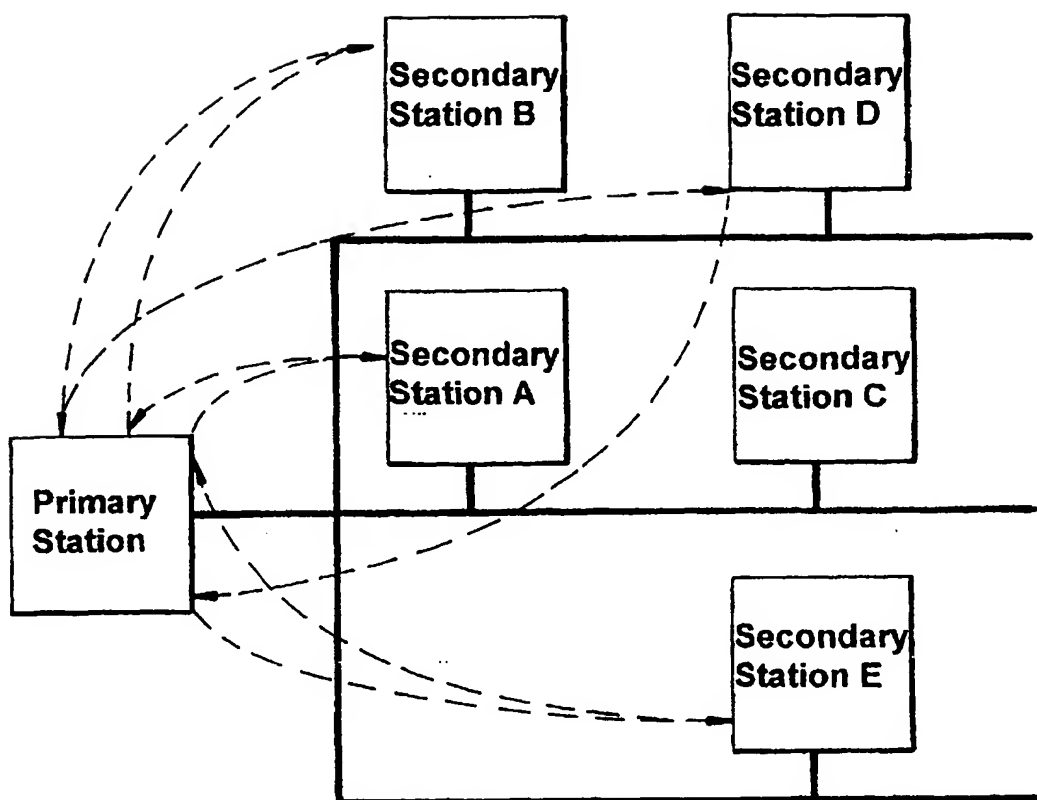 Secondary
Station B
Secondary
Station D
Secondary
Station A
Secondary
Station C
Primary
Station
Secondary
Station E